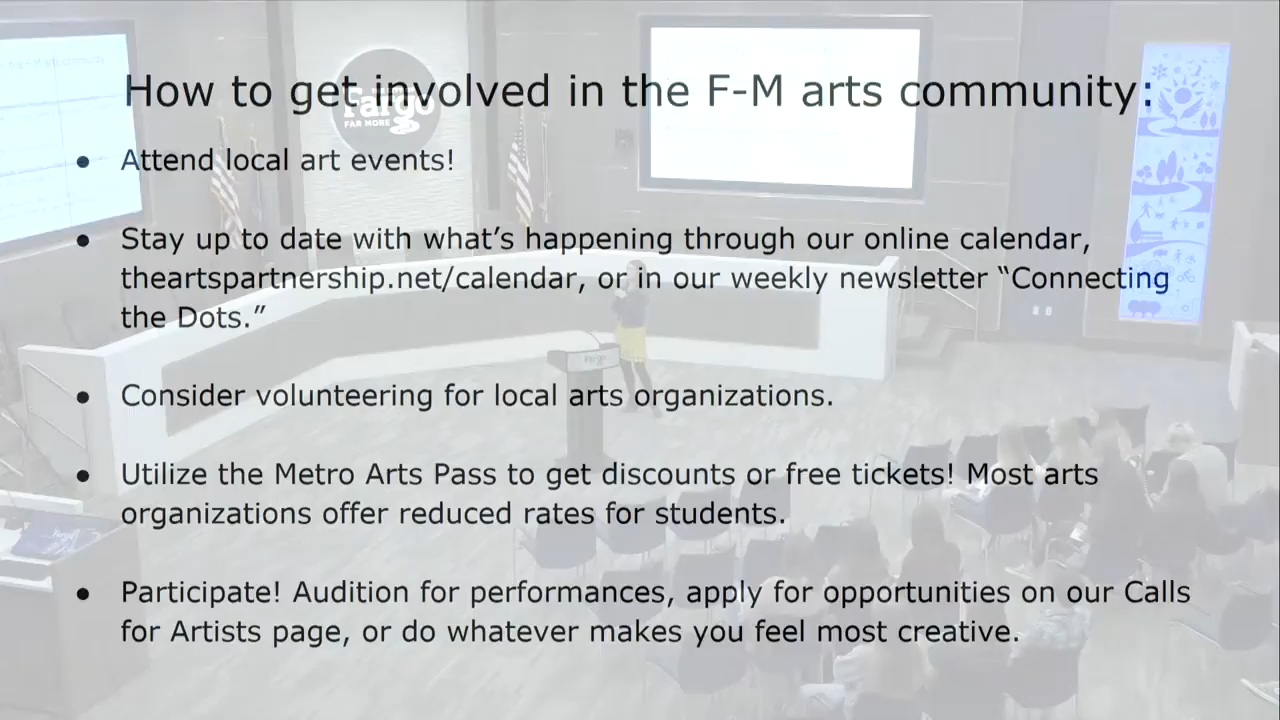 How to get involved in the F-M arts community:
Fargo
FAR MORE
● Attend local art events!
● Stay up to date with what’s happening through our online calendar,
theartspartnership.net/calendar, or in our weekly newsletter “Connecting
the Dots.”
● Consider volunteering for local arts organizations.
● Utilize the Metro Arts Pass to get discounts or free tickets! Most arts
organizations offer reduced rates for students.
● Participate! Audition for performances, apply for opportunities on our Calls
for Artists page, or do whatever makes you feel most creative.